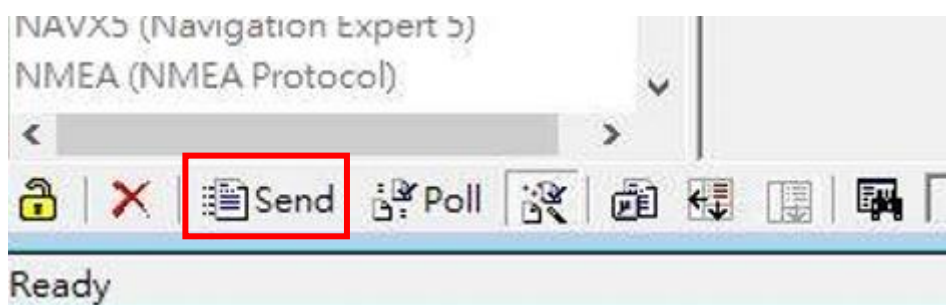 NAVX5 (Navigation Expert 5)
NMEA (NMEA Protocol)
Send Poll
Ready